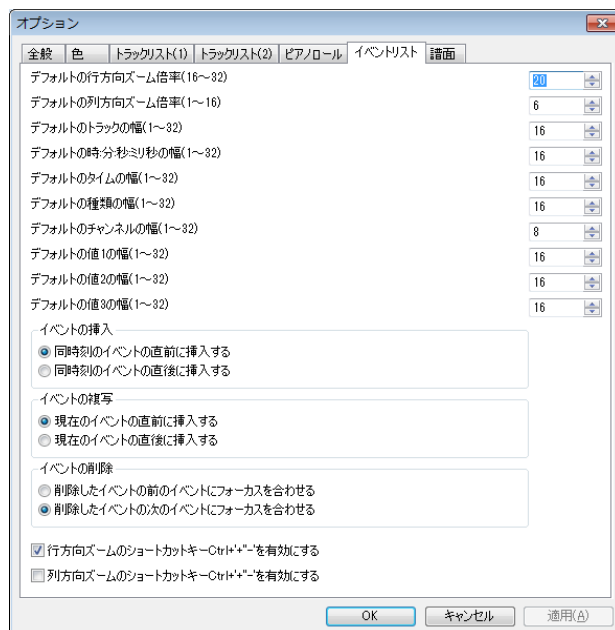 オプション
全般
色
トラックリスト(1)
トラックリスト(2)
ピアノロール
イベントリスト
譜面
デフォルトの行方向ズーム倍率(16～32)
20
デフォルトの列方向ズーム倍率(1～16)
6
デフォルトのトラックの幅(1～32)
16
デフォルトの時:分:秒:ミリ秒の幅(1～32)
16
デフォルトのタイムの幅(1～32)
16
デフォルトの種類の幅(1～32)
16
デフォルトのチャンネルの幅(1～32)
8
デフォルトの値1の幅(1～32)
16
デフォルトの値2の幅(1～32)
16
デフォルトの値3の幅(1～32)
16
イベントの挿入
同時刻のイベントの直前に挿入する
同時刻のイベントの直後に挿入する
イベントの複写
現在のイベントの直前に挿入する
現在のイベントの直後に挿入する
イベントの削除
削除したイベントの前のイベントにフォーカスを合わせる
削除したイベントの次のイベントにフォーカスを合わせる
行方向ズームのショートカットキーCtrl+'+''-'を有効にする
列方向ズームのショートカットキーCtrl+'+''-'を有効にする
OK
キャンセル
適用(A)